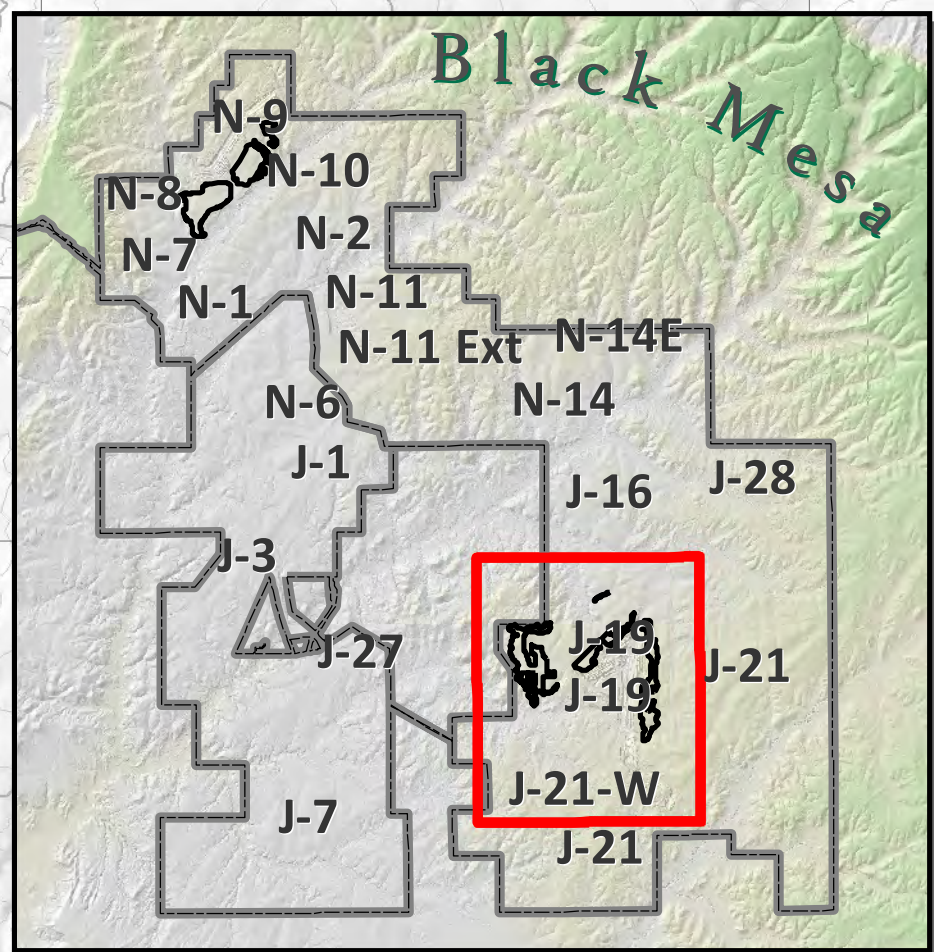 Black Mesa
N-9
N-10
N-8
N-2
N-7
N-11
N-1
N-14E
N-11 Ext
N-6
N-14
J-1
J-28
J-16
J-3
J-19
J-27
J-21
J-19
J-21-W
J-7
J-21